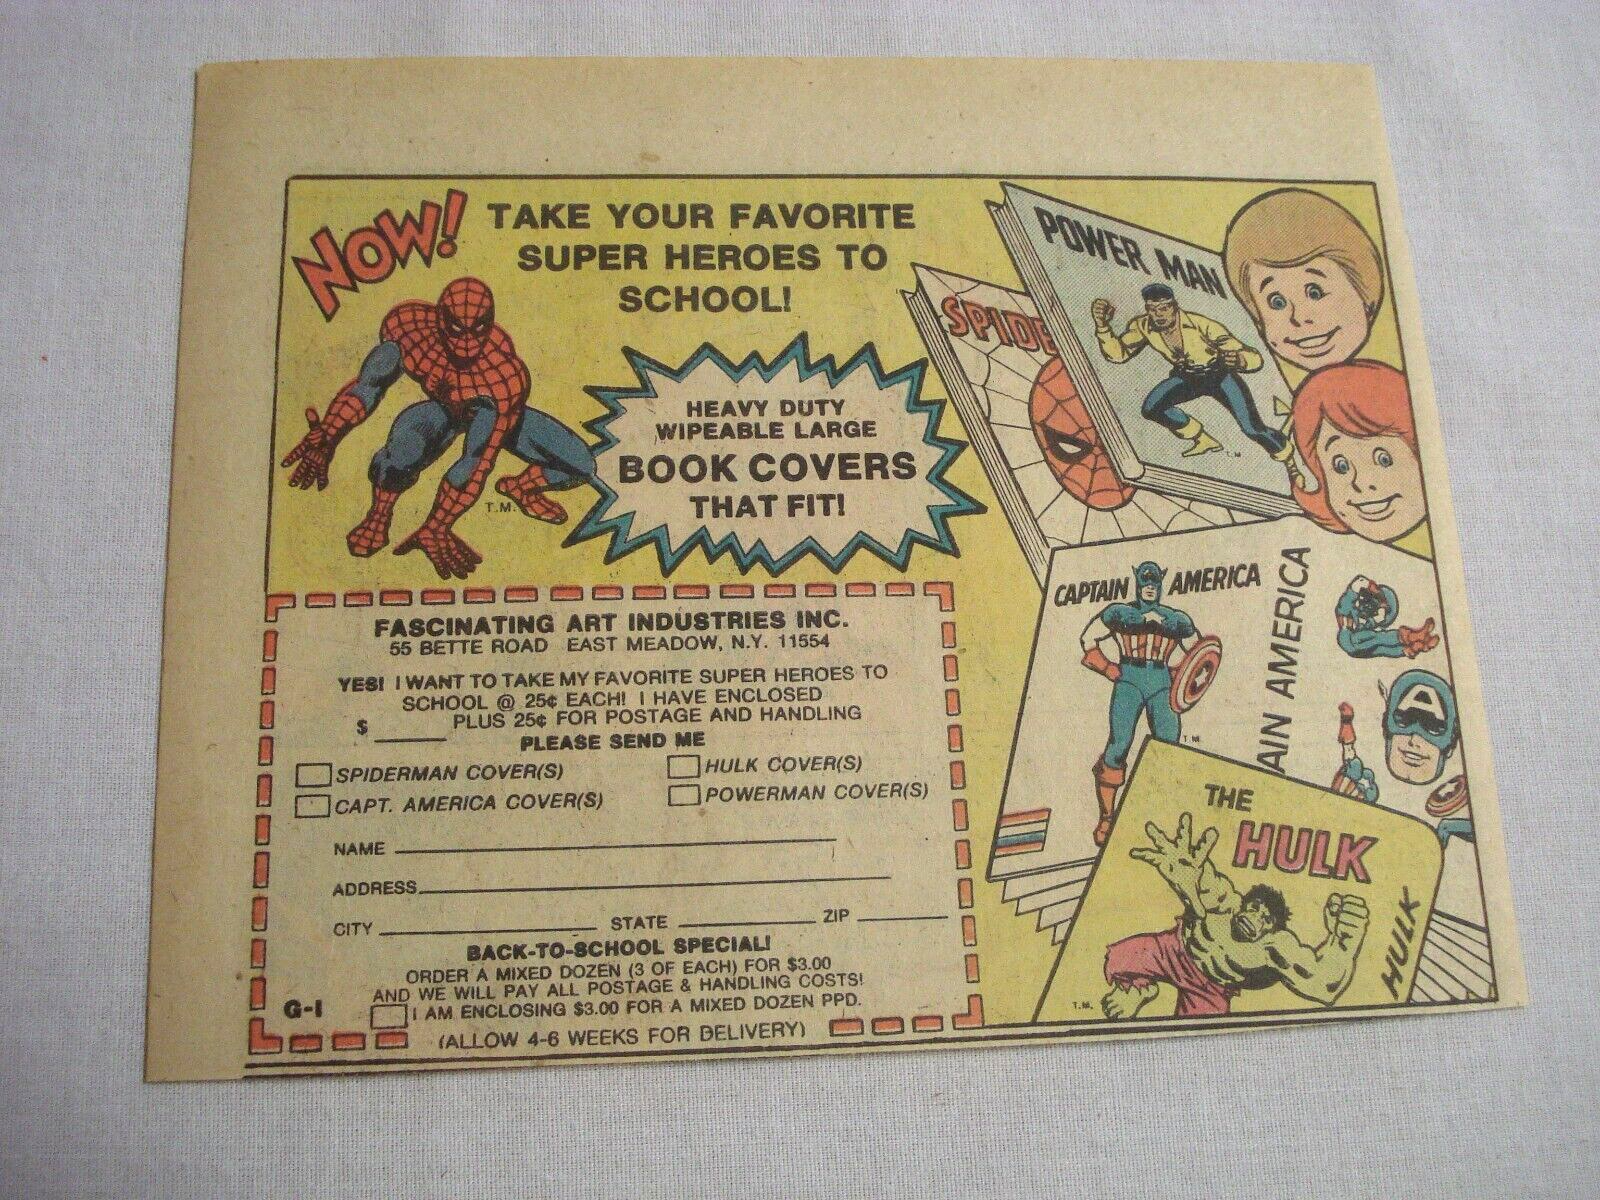 NOW!
TAKE YOUR FAVORITE
SUPER HEROES TO
SCHOOL!
T.M.
HEAVY DUTY
WIPEABLE LARGE
BOOK COVERS
THAT FIT!
POWER MAN
T.M.
SPIDE
CAPTAIN AMERICA
T.M.
AIN AMERICA
THE
HULK
HULK
T.M.
FASCINATING ART INDUSTRIES INC.
55 BETTE ROAD EAST MEADOW, N.Y. 11554
YES! I WANT TO TAKE MY FAVORITE SUPER HEROES TO
SCHOOL @ 25¢ EACH! I HAVE ENCLOSED
$ ______ PLUS 25¢ FOR POSTAGE AND HANDLING
PLEASE SEND ME
SPIDERMAN COVER(S)
HULK COVER(S)
CAPT. AMERICA COVER(S)
POWERMAN COVER(S)
NAME
ADDRESS
CITY STATE ZIP
BACK-TO-SCHOOL SPECIAL!
ORDER A MIXED DOZEN (3 OF EACH) FOR $3.00
AND WE WILL PAY ALL POSTAGE & HANDLING COSTS!
I AM ENCLOSING $3.00 FOR A MIXED DOZEN PPD.
G-I
(ALLOW 4-6 WEEKS FOR DELIVERY)